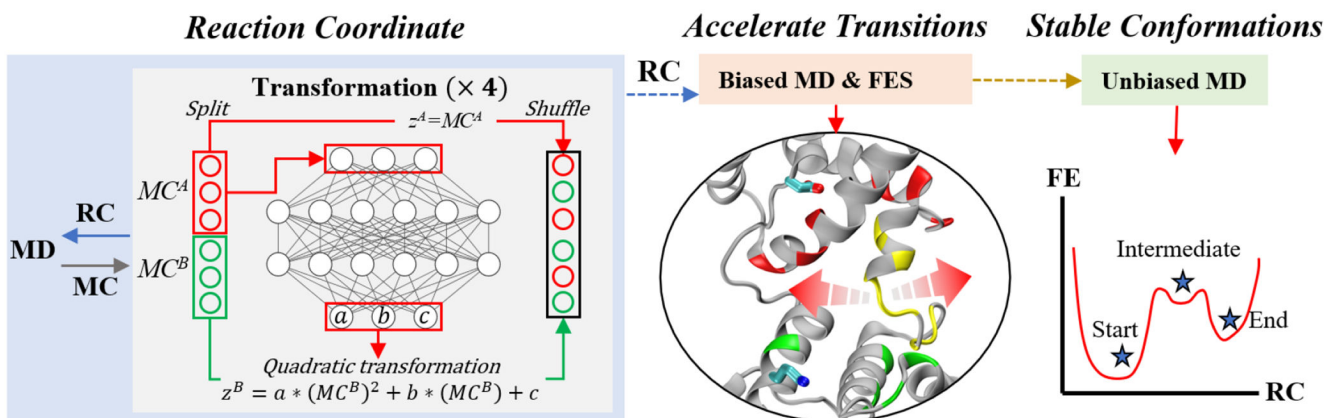 Reaction Coordinate
Accelerate Transitions
Stable Conformations
Transformation (× 4)
Split
Shuffle
z^A=MC^A
MC^A
MC^B
RC
MD
MC
a b c
Quadratic transformation
z^B = a * (MC^B)^2 + b * (MC^B) + c
RC
Biased MD & FES
Unbiased MD
FE
Intermediate
Start
End
RC